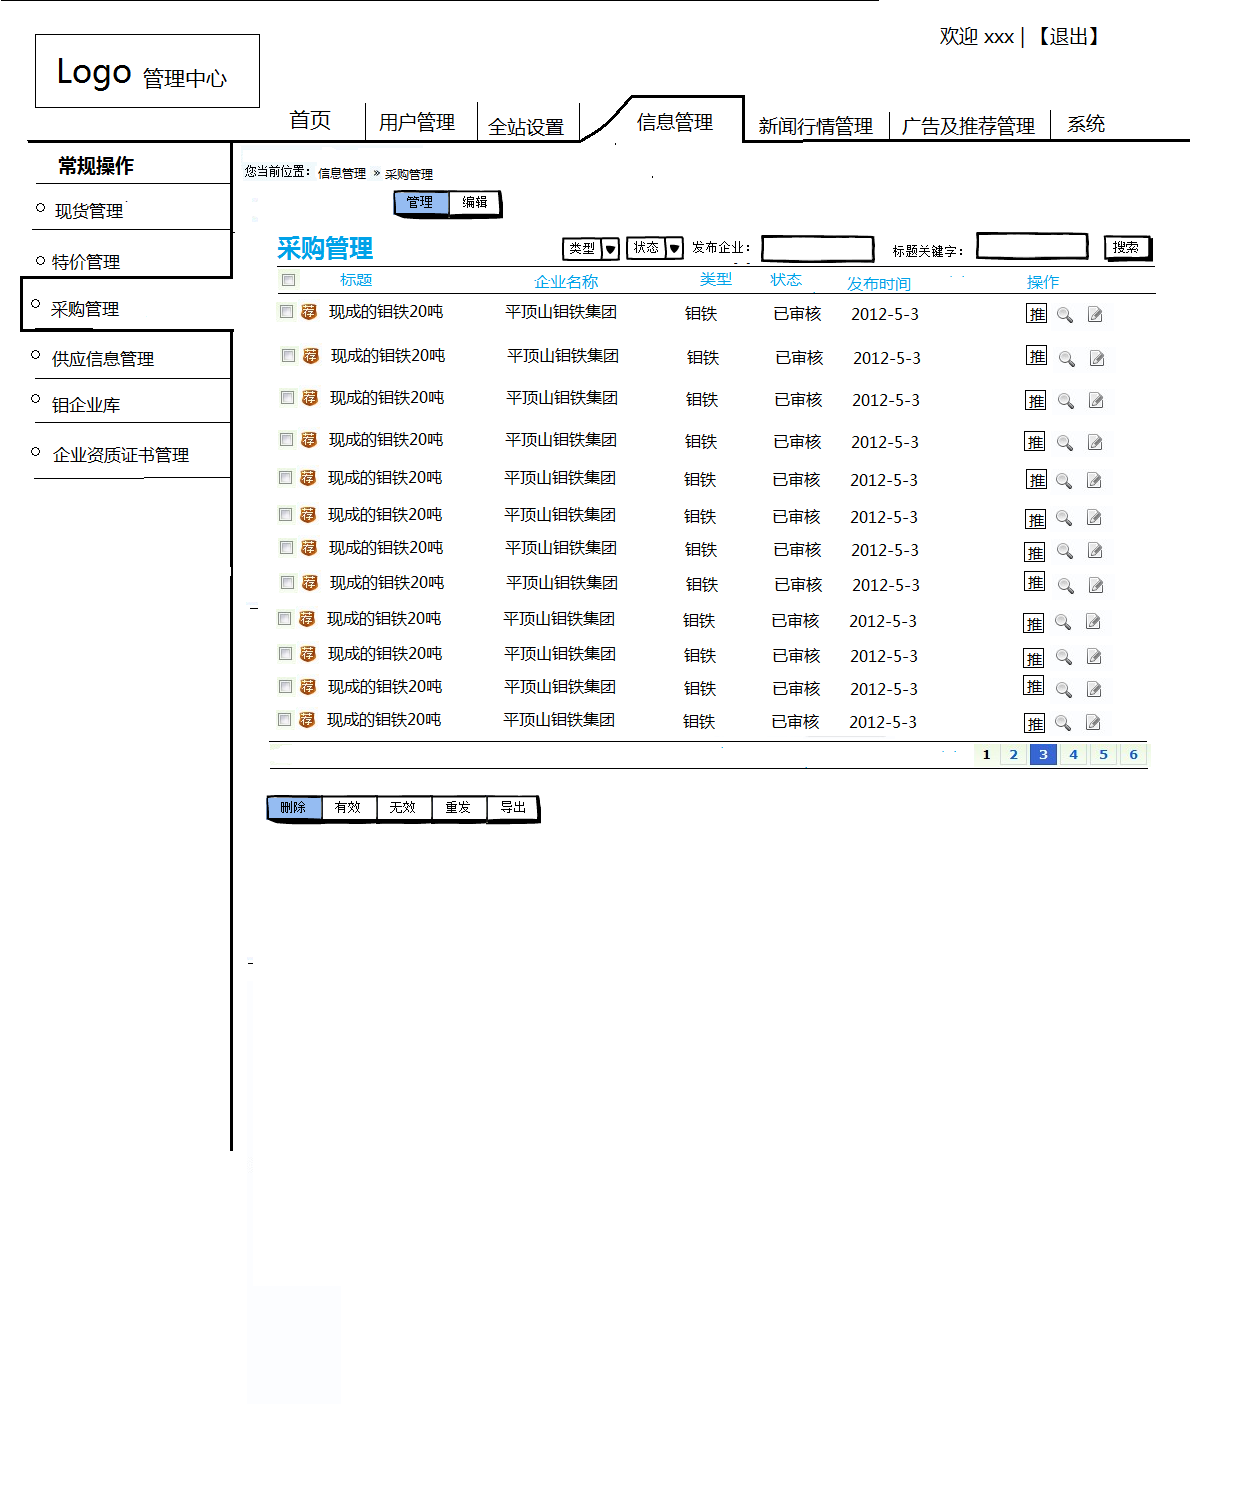 欢迎 xxx | 【退出】
Logo 管理中心
首页 用户管理 全站设置 信息管理 新闻行情管理 广告及推荐管理 系统
常规操作
现货管理
特价管理
采购管理
供应信息管理
钼企业库
企业资质证书管理
您当前位置： 信息管理 » 采购管理
管理 编辑
采购管理 类型 状态 发布企业： 标题关键字： 搜索
标题 企业名称 类型 状态 发布时间 操作
荐 现成的钼铁20吨 平顶山钼铁集团 钼铁 已审核 2012-5-3 推
荐 现成的钼铁20吨 平顶山钼铁集团 钼铁 已审核 2012-5-3 推
荐 现成的钼铁20吨 平顶山钼铁集团 钼铁 已审核 2012-5-3 推
荐 现成的钼铁20吨 平顶山钼铁集团 钼铁 已审核 2012-5-3 推
荐 现成的钼铁20吨 平顶山钼铁集团 钼铁 已审核 2012-5-3 推
荐 现成的钼铁20吨 平顶山钼铁集团 钼铁 已审核 2012-5-3 推
荐 现成的钼铁20吨 平顶山钼铁集团 钼铁 已审核 2012-5-3 推
荐 现成的钼铁20吨 平顶山钼铁集团 钼铁 已审核 2012-5-3 推
荐 现成的钼铁20吨 平顶山钼铁集团 钼铁 已审核 2012-5-3 推
荐 现成的钼铁20吨 平顶山钼铁集团 钼铁 已审核 2012-5-3 推
荐 现成的钼铁20吨 平顶山钼铁集团 钼铁 已审核 2012-5-3 推
荐 现成的钼铁20吨 平顶山钼铁集团 钼铁 已审核 2012-5-3 推
1 2 3 4 5 6
删除 有效 无效 重发 导出